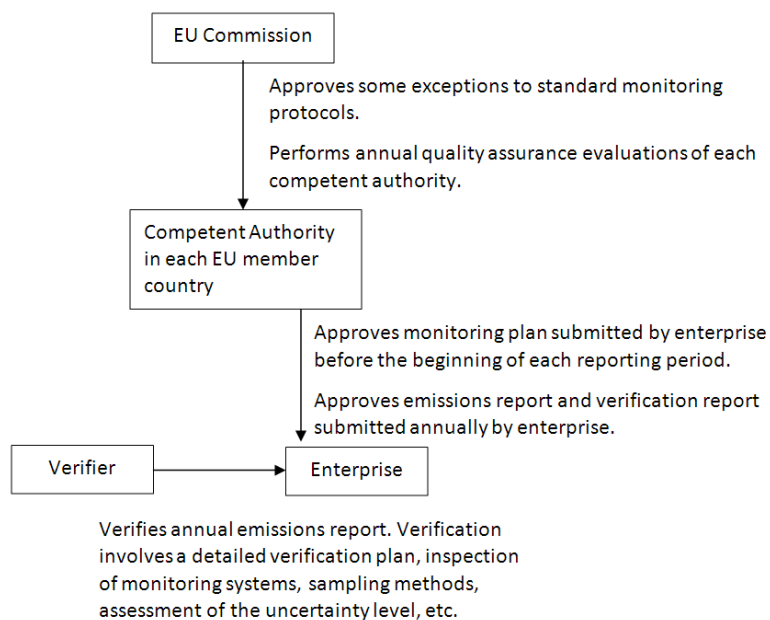 EU Commission
Approves some exceptions to standard monitoring
protocols.
Performs annual quality assurance evaluations of each
competent authority.
Competent Authority
in each EU member
country
Approves monitoring plan submitted by enterprise
before the beginning of each reporting period.
Approves emissions report and verification report
submitted annually by enterprise.
Verifier
Enterprise
Verifies annual emissions report. Verification
involves a detailed verification plan, inspection
of monitoring systems, sampling methods,
assessment of the uncertainty level, etc.